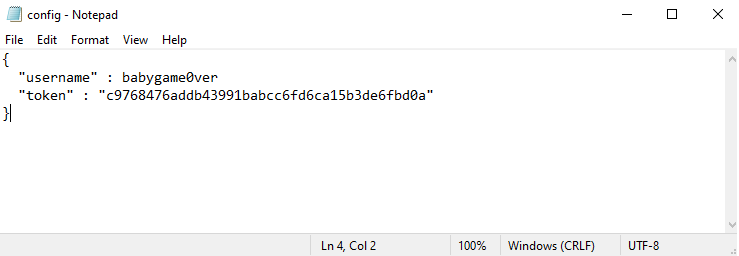 config - Notepad
File Edit Format View Help
{
"username" : babygame0ver
"token" : "c9768476addb43991babcc6fd6ca15b3de6fbd0a"
}
Ln 4, Col 2 100% Windows (CRLF) UTF-8